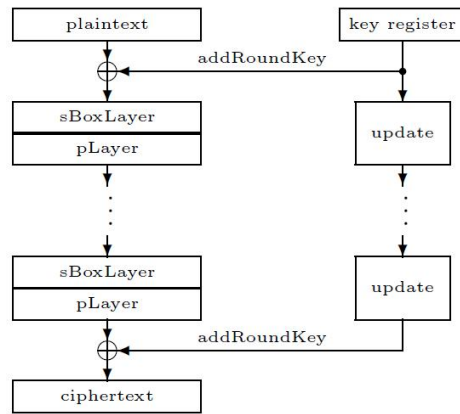 plaintext
key register
addRoundKey
sBoxLayer
pLayer
update
sBoxLayer
pLayer
update
addRoundKey
ciphertext